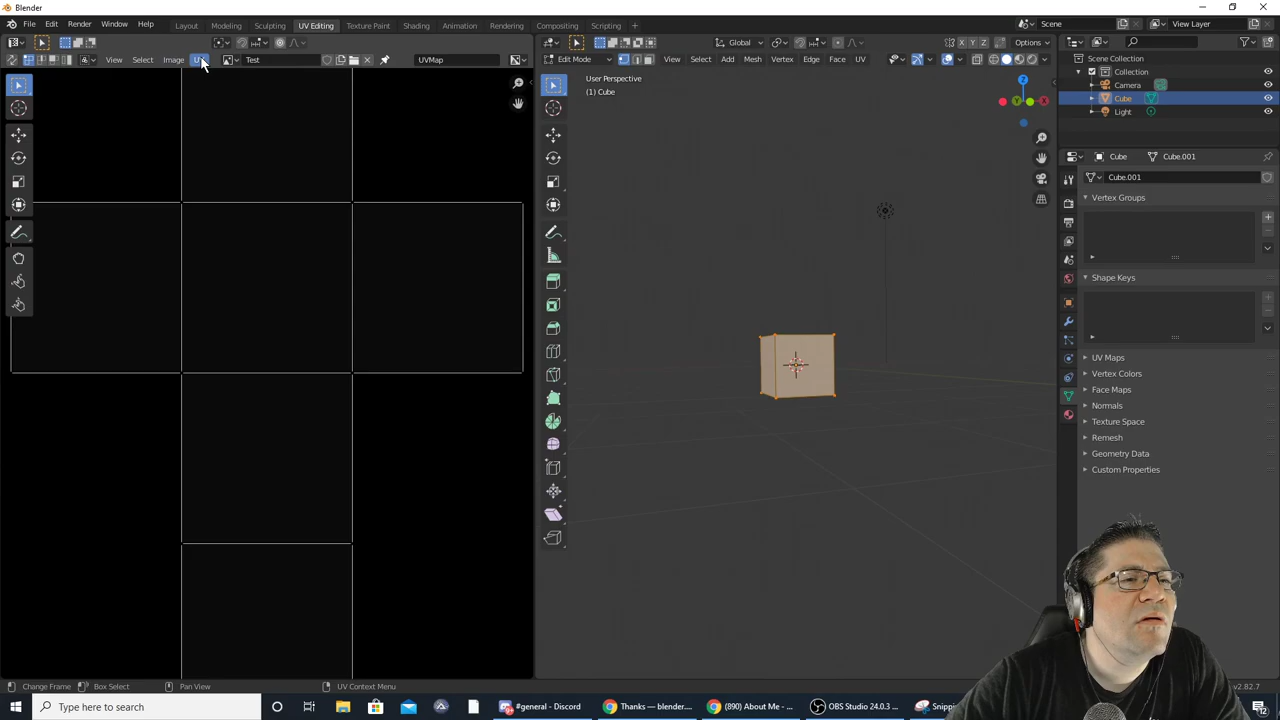 Blender
File Edit Render Window Help Layout Modeling Sculpting UV Editing Texture Paint Shading Animation Rendering Compositing Scripting + Scene View Layer
Global X Y Z Options
View Select Image Test UVMap Edit Mode View Select Add Mesh Vertex Edge Face UV
Scene Collection
Collection
Camera
Cube
Light
User Perspective
(1) Cube
Z
Y X
Cube Cube.001
Cube.001
Vertex Groups
Shape Keys
UV Maps
Vertex Colors
Face Maps
Normals
Texture Space
Remesh
Geometry Data
Custom Properties
Change Frame Box Select Pan View UV Context Menu v2.82.7
Type here to search #general - Discord Thanks — blender.... (890) About Me - ... OBS Studio 24.0.3 ...